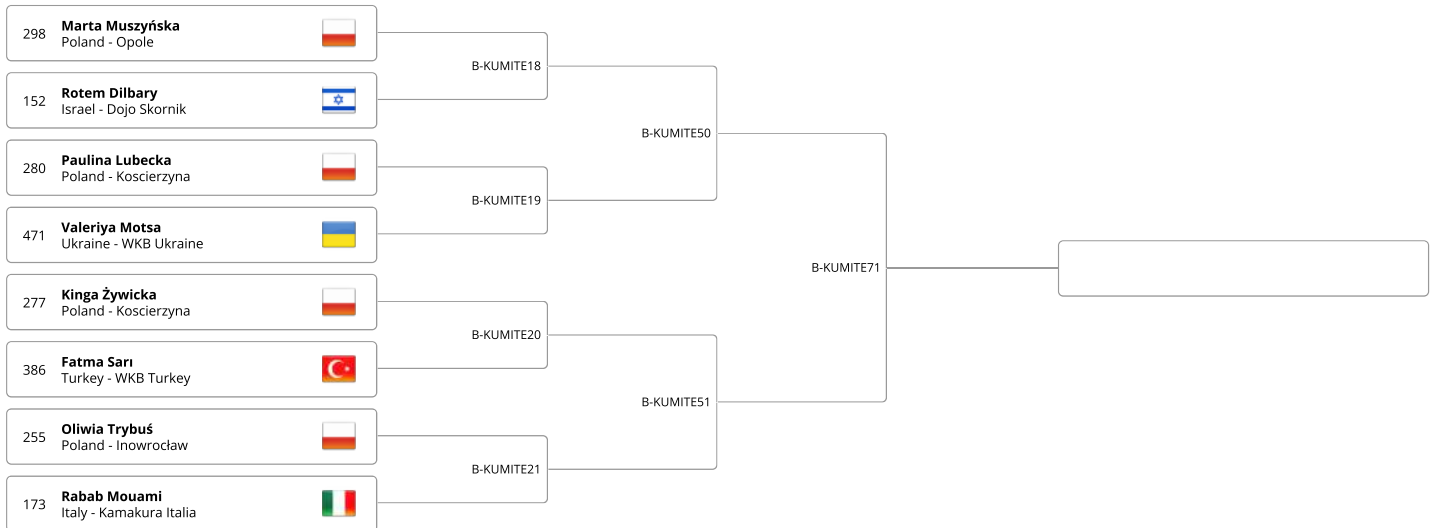 298
Marta Muszyńska
Poland - Opole
B-KUMITE18
152
Rotem Dilbary
Israel - Dojo Skornik
B-KUMITE50
280
Paulina Lubecka
Poland - Koscierzyna
B-KUMITE19
471
Valeriya Motsa
Ukraine - WKB Ukraine
B-KUMITE71
277
Kinga Żywicka
Poland - Koscierzyna
B-KUMITE20
386
Fatma Sarı
Turkey - WKB Turkey
B-KUMITE51
255
Oliwia Trybuś
Poland - Inowrocław
B-KUMITE21
173
Rabab Mouami
Italy - Kamakura Italia